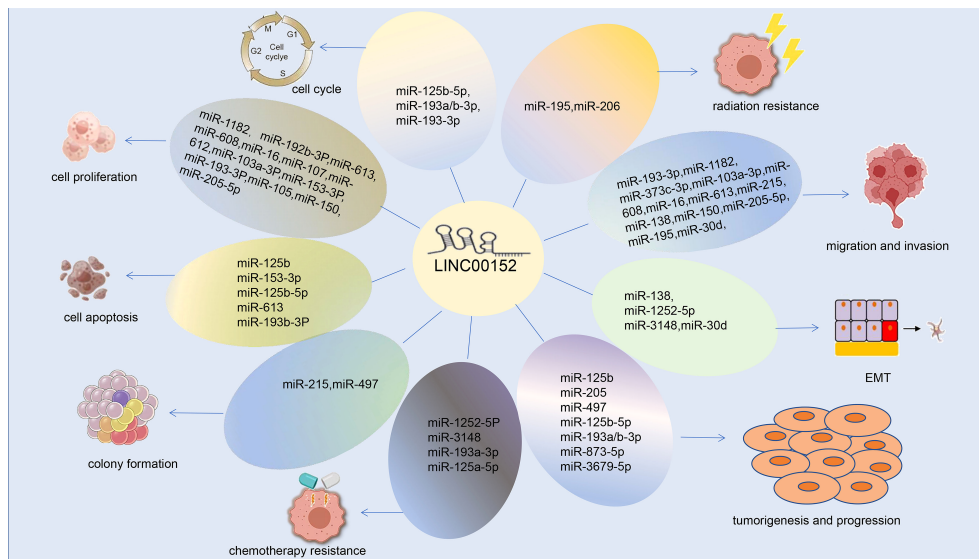 M
G1
G2
Cell
cyclye
S
cell cycle
miR-125b-5p,
miR-193a/b-3p,
miR-193-3p
miR-195,miR-206
radiation resistance
miR-1182、miR-192b-3P,miR-613,
miR-608,miR-16,miR-107,miR-
612,miR-103a-3P,miR-153-3P,
miR-193-3P,miR-105,miR-150,
miR-205-5p
cell proliferation
miR-193-3p,miR-1182,
miR-373c-3p,miR-103a-3p,miR-
608,miR-16,miR-613,miR-215,
miR-138,miR-150,miR-205-5p,
miR-195,miR-30d,
migration and invasion
LINC00152
miR-125b
miR-153-3p
miR-125b-5p
miR-613
miR-193b-3P
cell apoptosis
miR-138,
miR-1252-5p
miR-3148,miR-30d
EMT
miR-215,miR-497
colony formation
miR-1252-5P
miR-3148
miR-193a-3p
miR-125a-5p
chemotherapy resistance
miR-125b
miR-205
miR-497
miR-125b-5p
miR-193a/b-3p
miR-873-5p
miR-3679-5p
tumorigenesis and progression